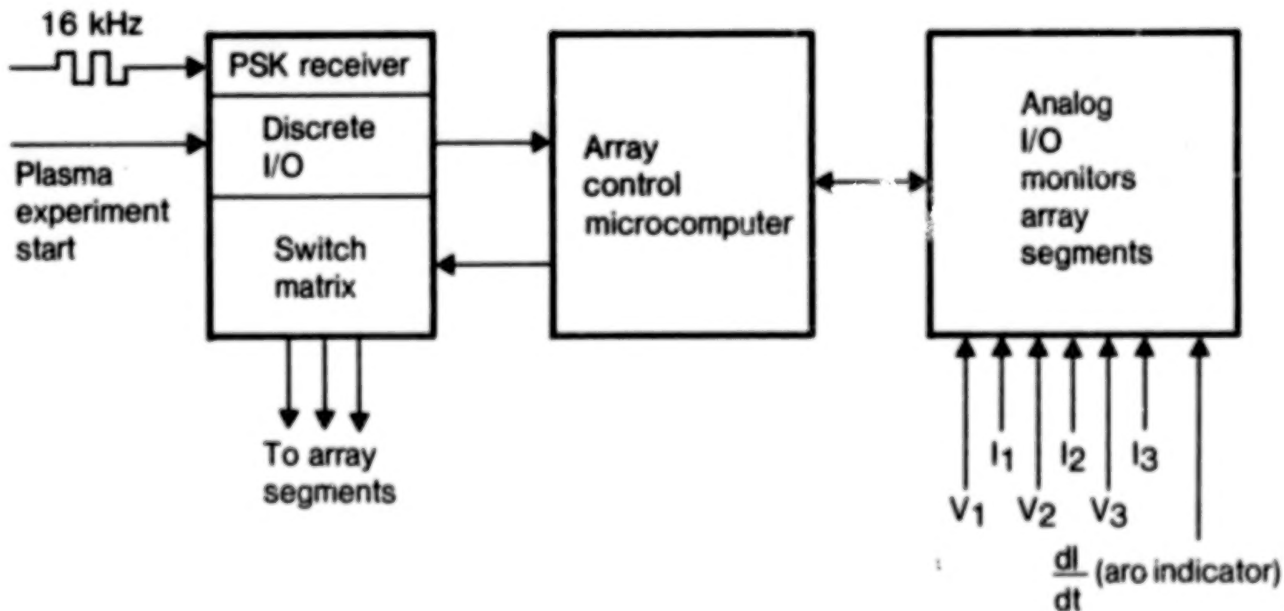 16 kHz
PSK receiver
Discrete
I/O
Plasma
experiment
start
Switch
matrix
To array
segments
Array
control
microcomputer
Analog
I/O
monitors
array
segments
I1
I2
I3
V1
V2
V3
dI
dt
(aro indicator)